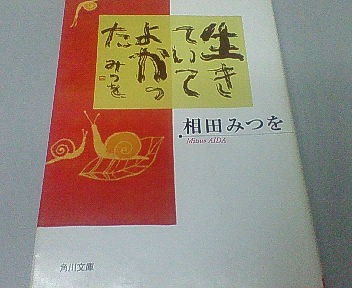 生き
ていて
よかっ
た みつを
相田みつを
Mitsuo AIDA
角川文庫